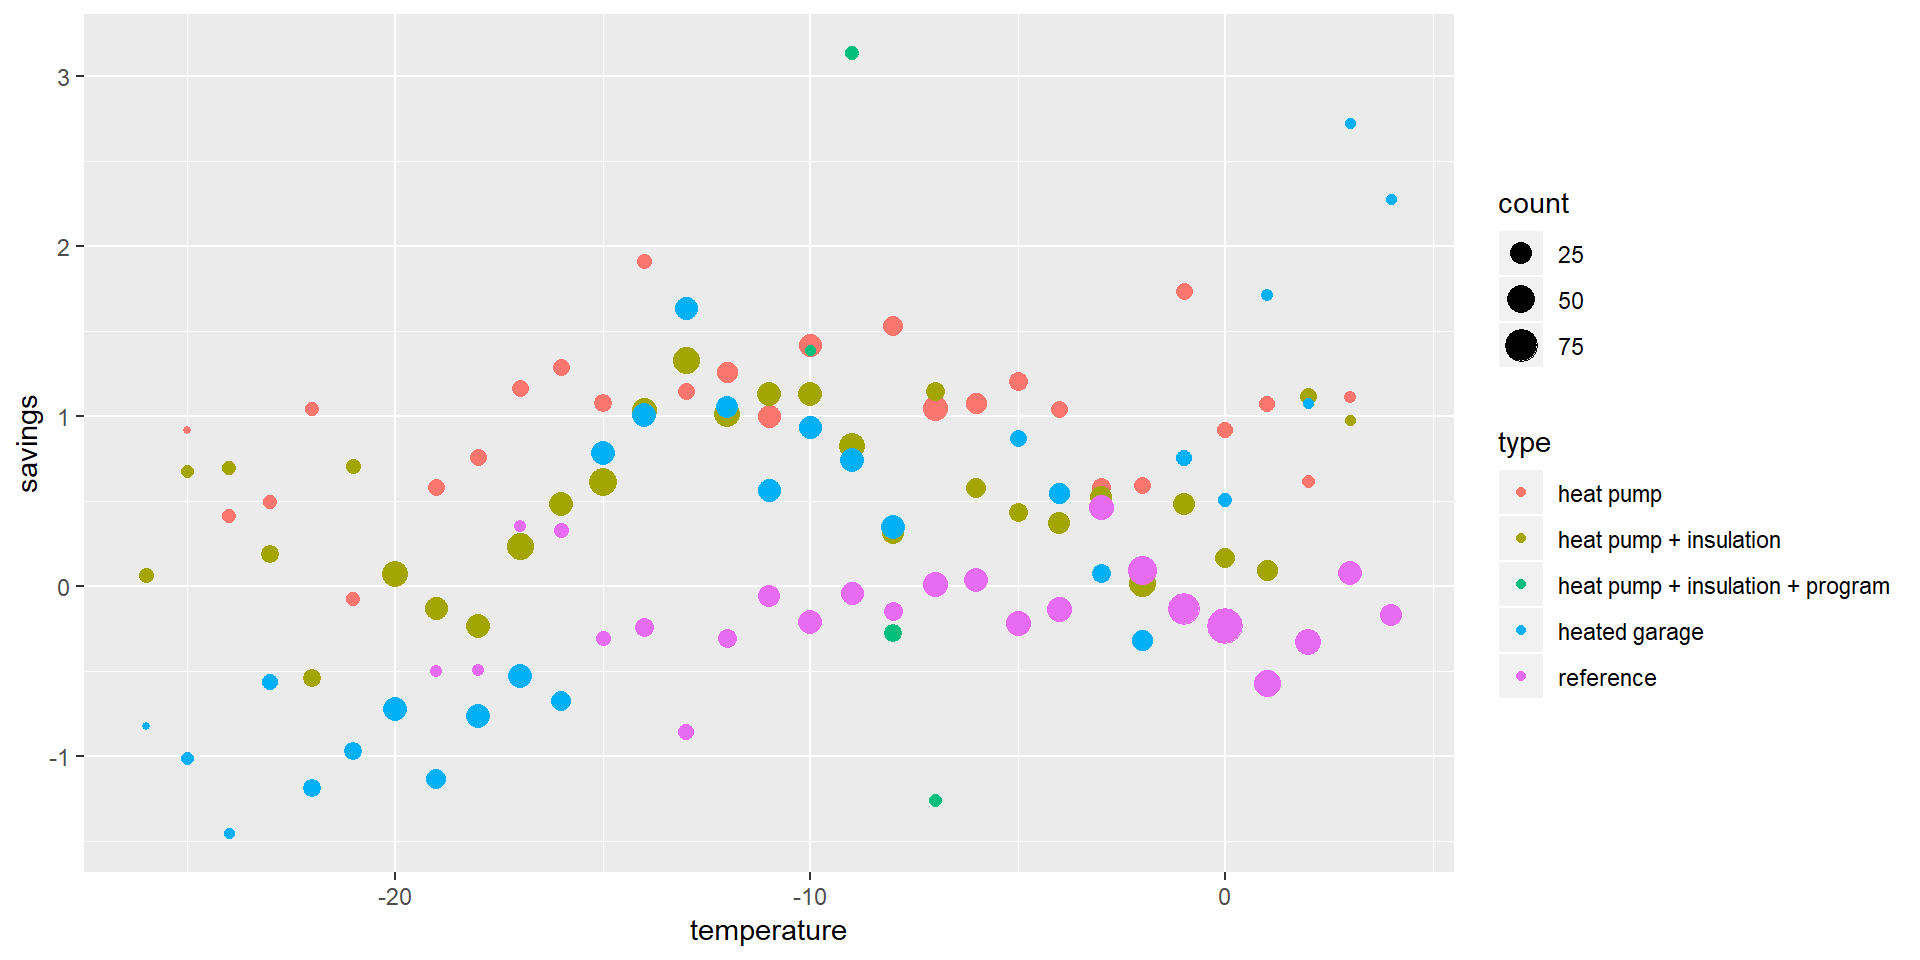 3
2
1
0
-1
savings
-20
-10
0
temperature
count
25
50
75
type
heat pump
heat pump + insulation
heat pump + insulation + program
heated garage
reference